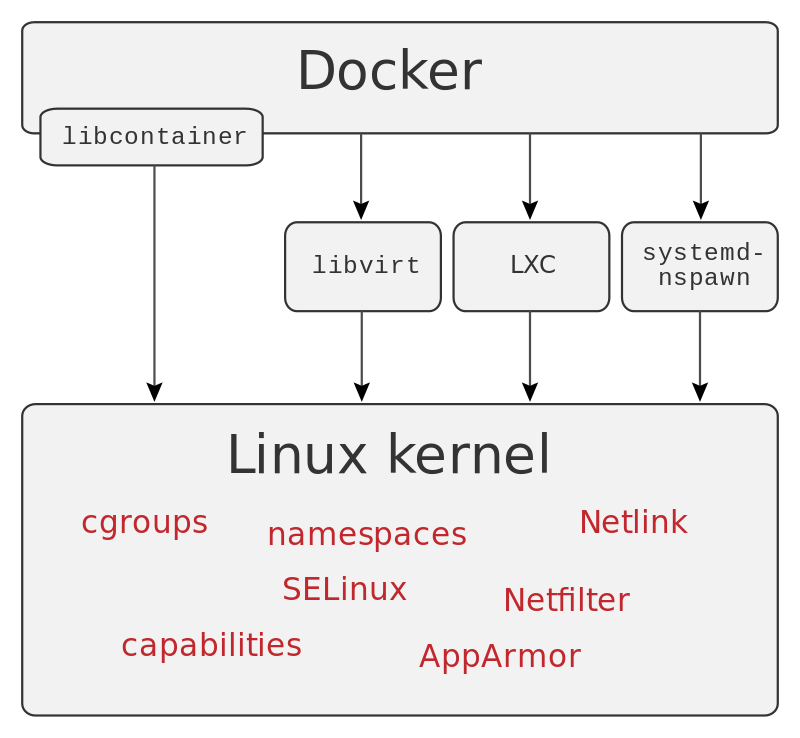 Docker
libcontainer
libvirt
LXC
systemd-
nspawn
Linux kernel
cgroups
namespaces
Netlink
SELinux
Netfilter
capabilities
AppArmor